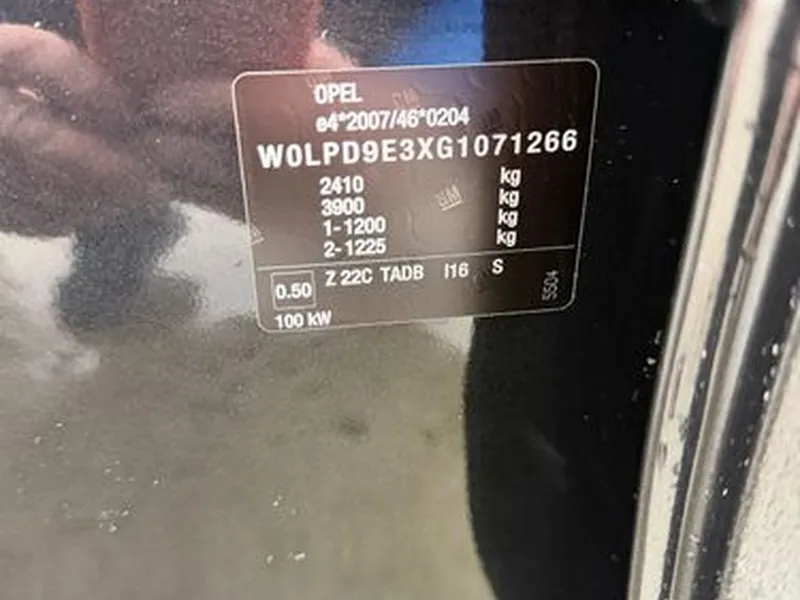 OPEL
e4*2007/46*0204
W0LPD9E3XG1071266
2410 kg
3900 kg
1-1200 kg
2-1225 kg
0.50 Z 22C TADB I16 S
100 kW
5504
GM